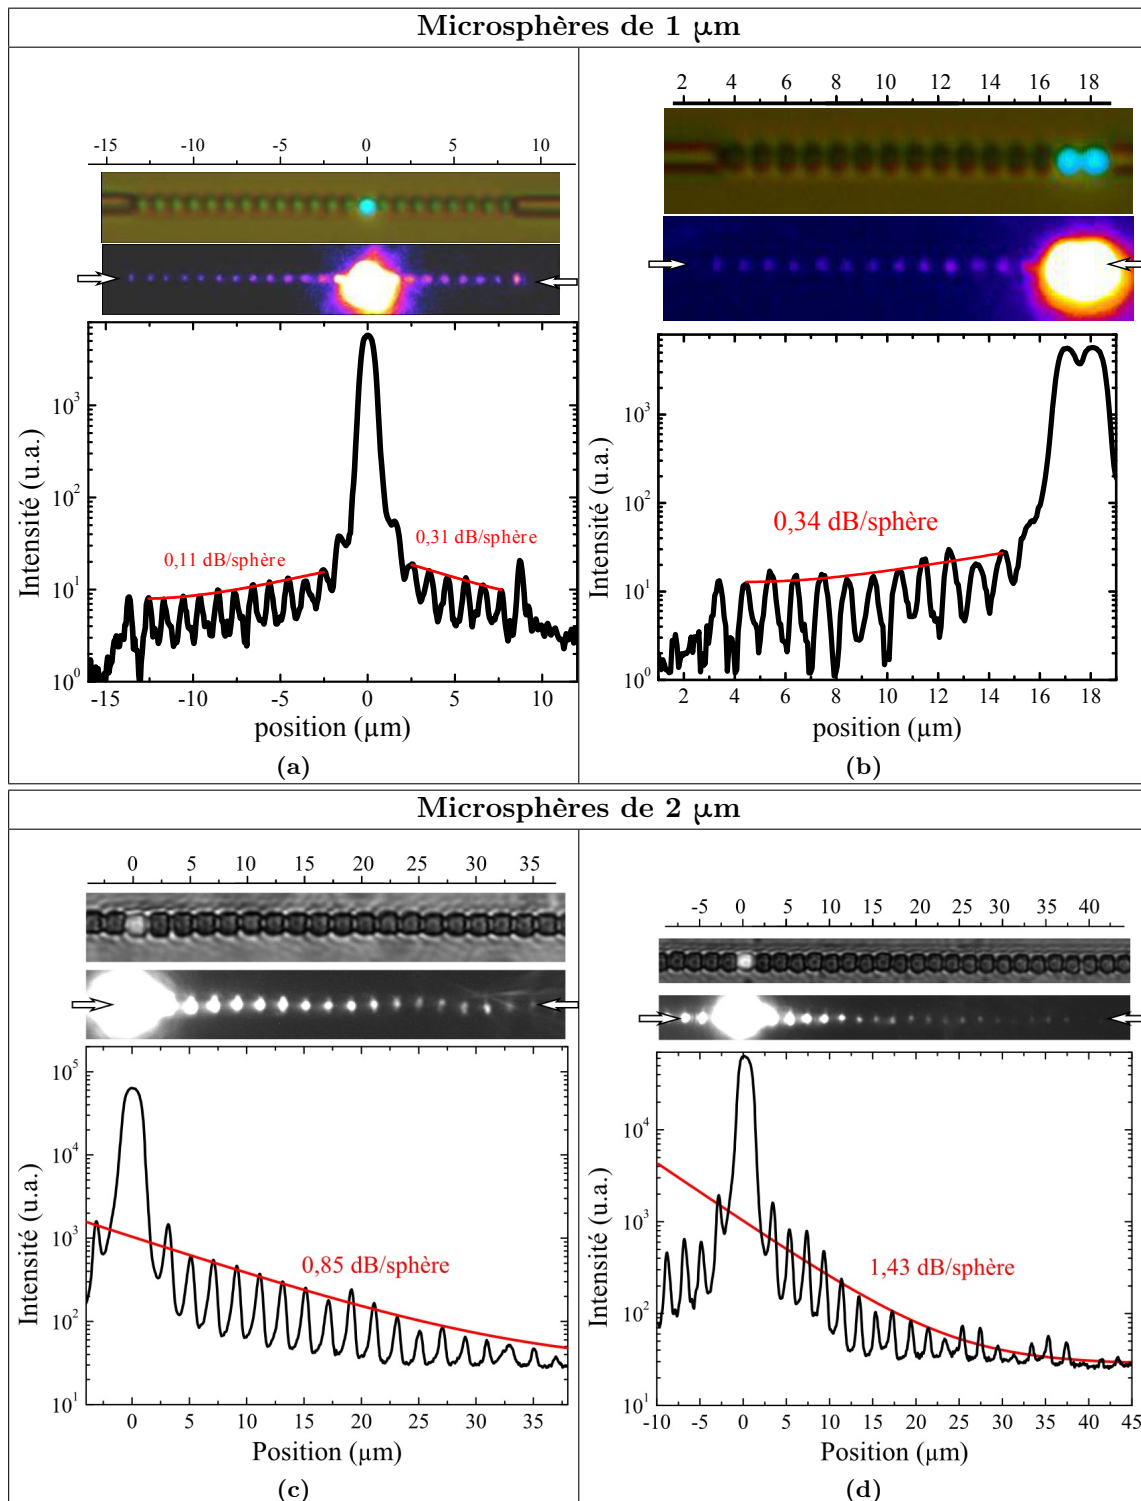 Microsphères de 1 µm
-15 -10 -5 0 5 10
10³
10²
10¹
10⁰
Intensité (u.a.)
0,11 dB/sphère
0,31 dB/sphère
-15 -10 -5 0 5 10
position (µm)
(a)
2 4 6 8 10 12 14 16 18
10³
10²
10¹
10⁰
Intensité (u.a.)
0,34 dB/sphère
2 4 6 8 10 12 14 16 18
position (µm)
(b)
Microsphères de 2 µm
0 5 10 15 20 25 30 35
10⁵
10⁴
10³
10²
10¹
Intensité (u.a.)
0,85 dB/sphère
0 5 10 15 20 25 30 35
Position (µm)
(c)
-5 0 5 10 15 20 25 30 35 40
10⁴
10³
10²
10¹
Intensité (u.a.)
1,43 dB/sphère
-10 -5 0 5 10 15 20 25 30 35 40 45
Position (µm)
(d)